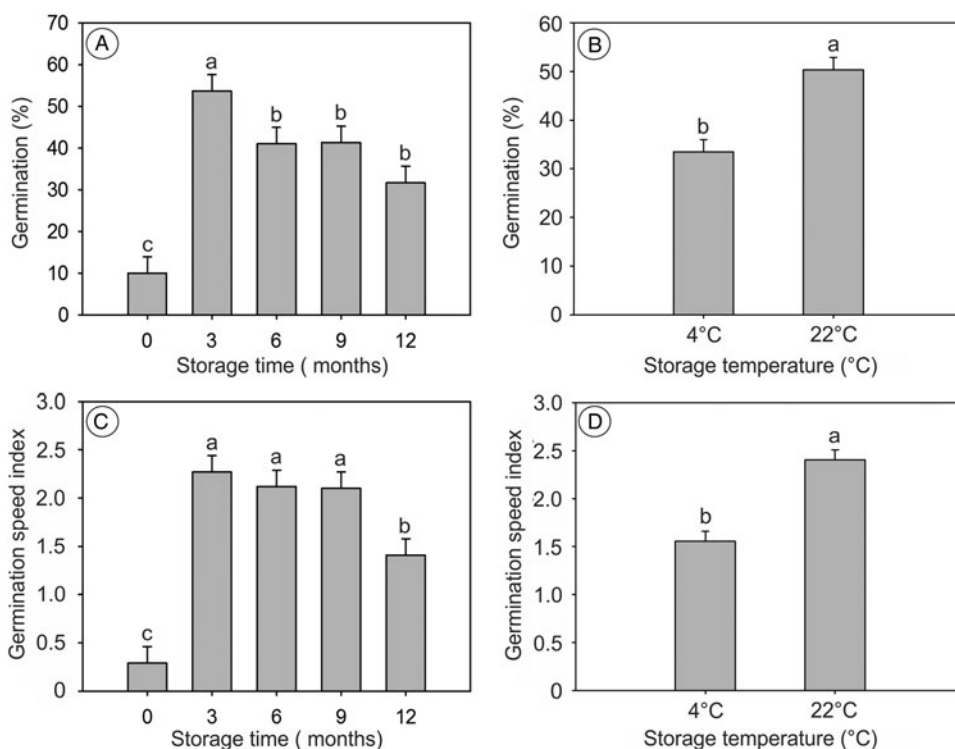 A
Germination (%)
70
60
50
40
30
20
10
0
c
a
b
b
b
0 3 6 9 12
Storage time ( months)
B
Germination (%)
60
50
40
30
20
10
0
b
a
4°C 22°C
Storage temperature (°C)
C
Germination speed index
3.0
2.5
2.0
1.5
1.0
0.5
0
c
a
a
a
b
0 3 6 9 12
Storage time ( months)
D
Germination speed index
3.0
2.5
2.0
1.5
1.0
0.5
0
b
a
4°C 22°C
Storage temperature (°C)